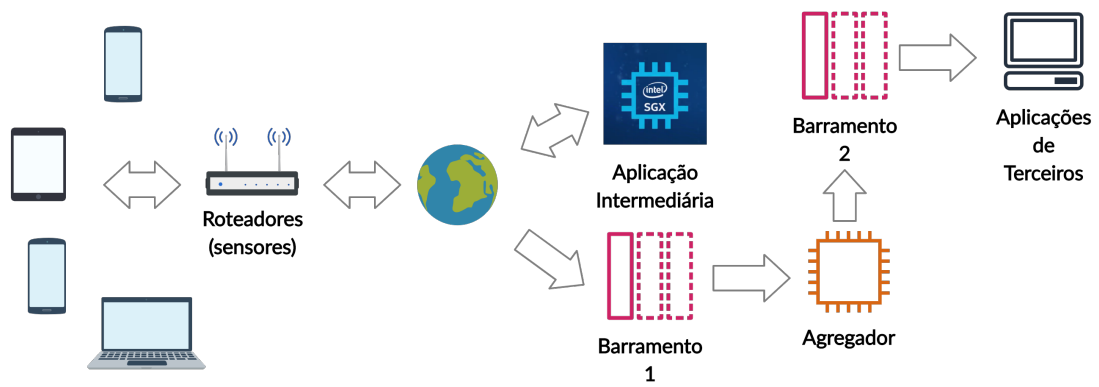 Roteadores
(sensores)
intel
SGX
Aplicação
Intermediária
Barramento
1
Agregador
Barramento
2
Aplicações
de
Terceiros